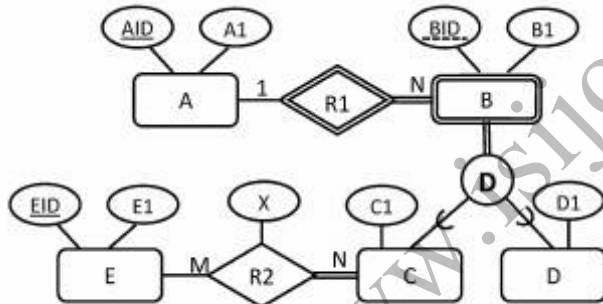 AID A1 BID B1
A 1 R1 N B
D
EID E1 X C1 D1
E M R2 N C D